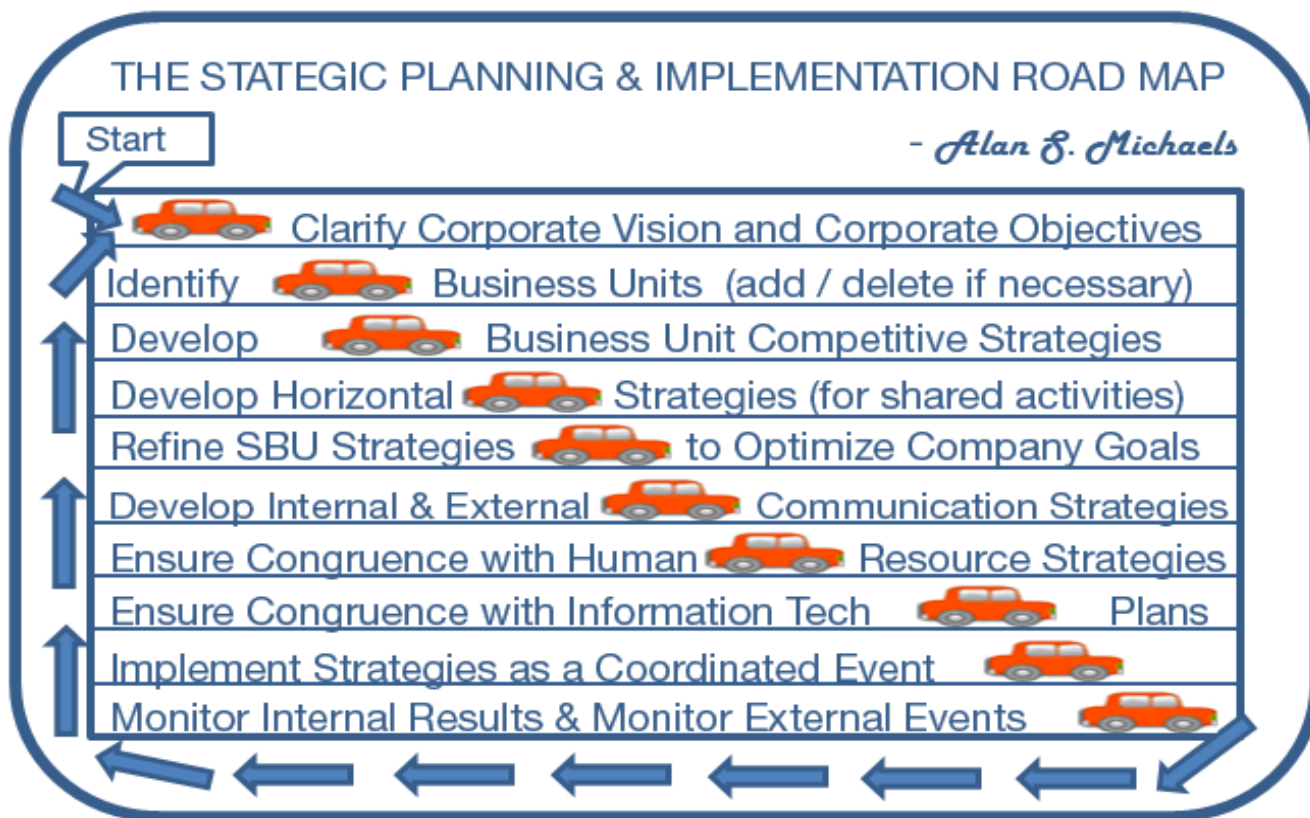 THE STATEGIC PLANNING & IMPLEMENTATION ROAD MAP
Start
- Alan S. Michaels
Clarify Corporate Vision and Corporate Objectives
Identify Business Units (add / delete if necessary)
Develop Business Unit Competitive Strategies
Develop Horizontal Strategies (for shared activities)
Refine SBU Strategies to Optimize Company Goals
Develop Internal & External Communication Strategies
Ensure Congruence with Human Resource Strategies
Ensure Congruence with Information Tech Plans
Implement Strategies as a Coordinated Event
Monitor Internal Results & Monitor External Events